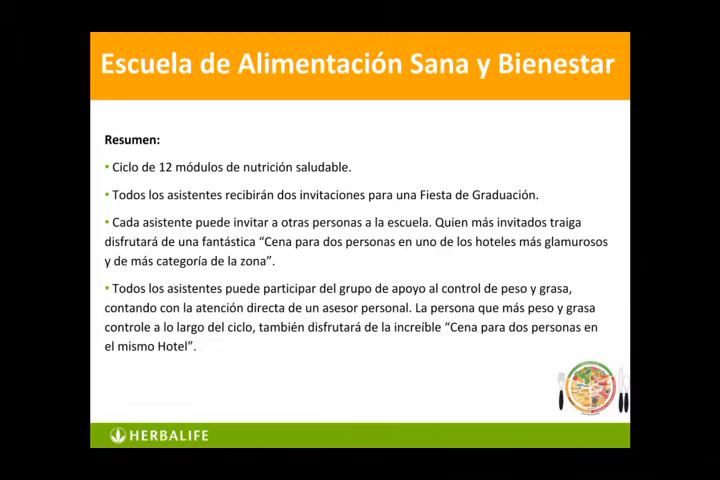 Escuela de Alimentación Sana y Bienestar
Resumen:
• Ciclo de 12 módulos de nutrición saludable.
• Todos los asistentes recibirán dos invitaciones para una Fiesta de Graduación.
• Cada asistente puede invitar a otras personas a la escuela. Quien más invitados traiga
disfrutará de una fantástica “Cena para dos personas en uno de los hoteles más glamurosos
y de más categoría de la zona”.
• Todos los asistentes puede participar del grupo de apoyo al control de peso y grasa,
contando con la atención directa de un asesor personal. La persona que más peso y grasa
controle a lo largo del ciclo, también disfrutará de la increíble “Cena para dos personas en
el mismo Hotel”.
HERBALIFE